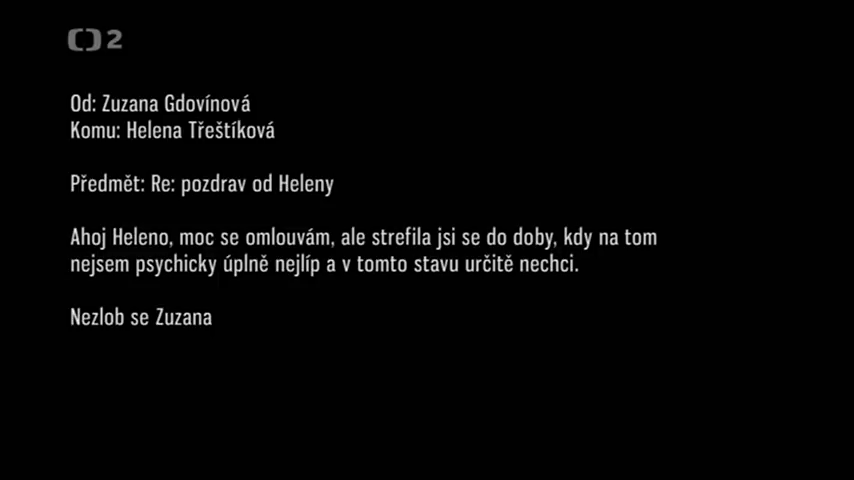 2
Od: Zuzana Gdovínová
Komu: Helena Třeštíková
Předmět: Re: pozdrav od Heleny
Ahoj Heleno, moc se omlouvám, ale strefila jsi se do doby, kdy na tom
nejsem psychicky úplně nejlíp a v tomto stavu určitě nechci.
Nezlob se Zuzana